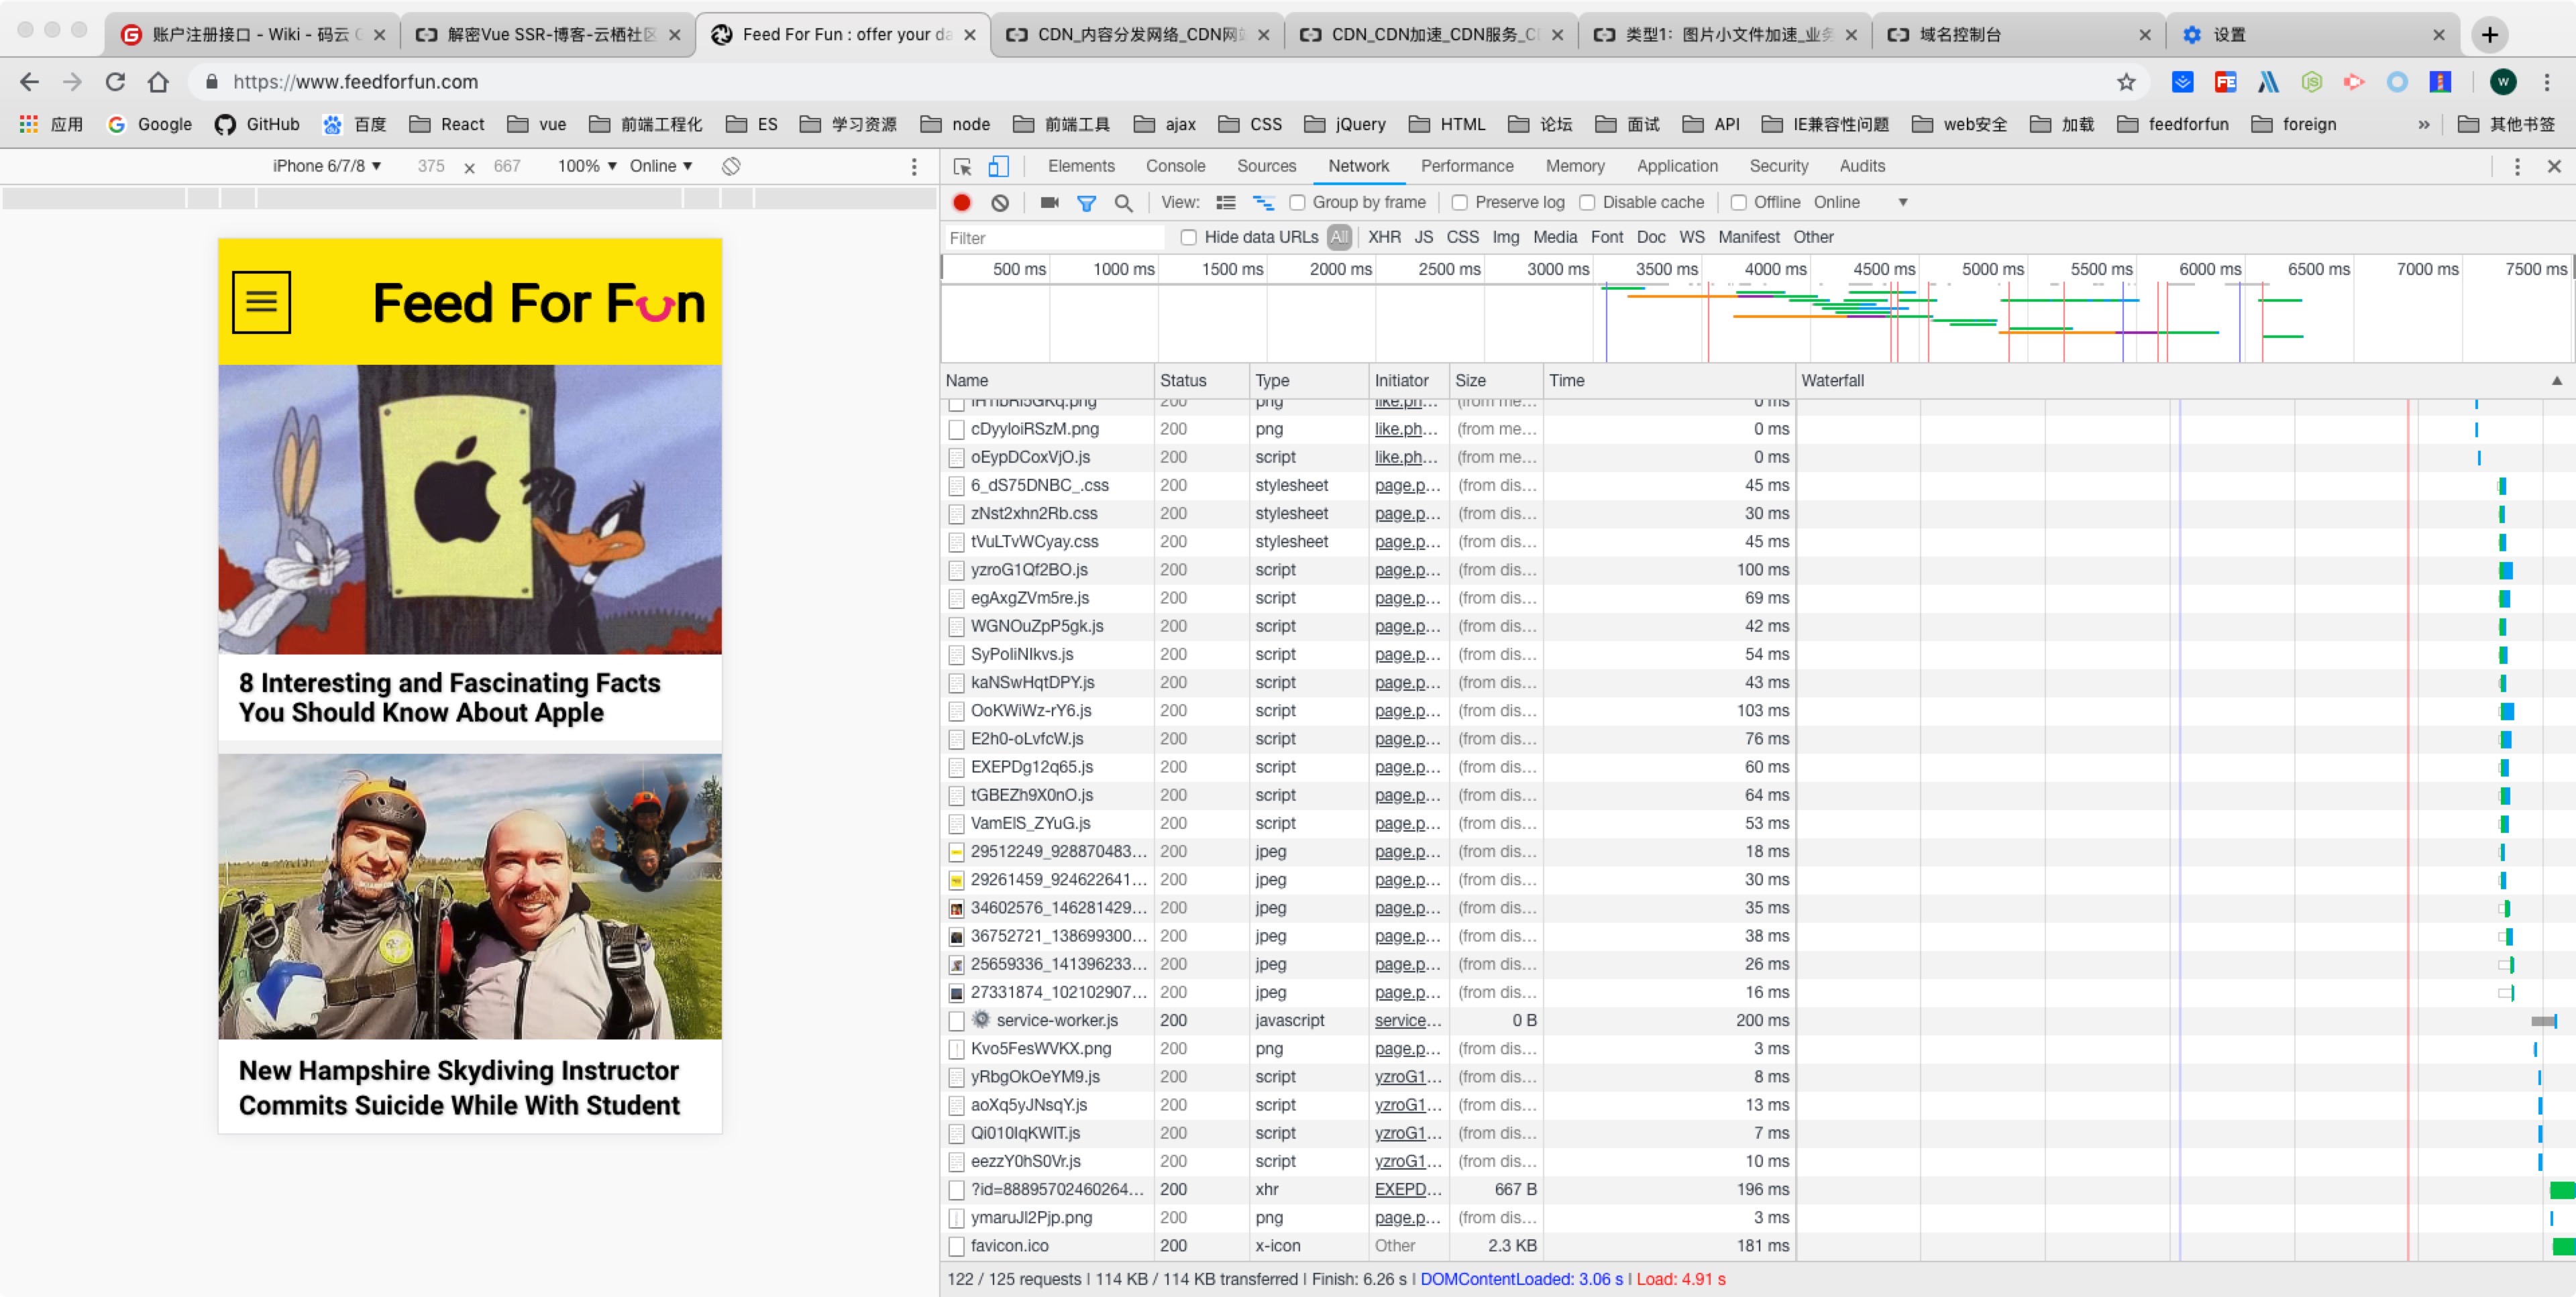 账户注册接口 - Wiki - 码云
解密Vue SSR-博客-云栖社区
Feed For Fun : offer your da
CDN_内容分发网络_CDN网
CDN_CDN加速_CDN服务_C
类型1: 图片小文件加速_业务
域名控制台
设置
https://www.feedforfun.com
W
应用 Google GitHub 百度 React vue 前端工程化 ES 学习资源 node 前端工具 ajax CSS jQuery HTML 论坛 面试 API IE兼容性问题 web安全 加载 feedforfun foreign » 其他书签
iPhone 6/7/8 ▼ 375 x 667 100% ▼ Online ▼
Feed For Fun
8 Interesting and Fascinating Facts
You Should Know About Apple
New Hampshire Skydiving Instructor
Commits Suicide While With Student
Elements Console Sources Network Performance Memory Application Security Audits
View: Group by frame Preserve log Disable cache Offline Online ▼
Filter Hide data URLs All XHR JS CSS Img Media Font Doc WS Manifest Other
500 ms 1000 ms 1500 ms 2000 ms 2500 ms 3000 ms 3500 ms 4000 ms 4500 ms 5000 ms 5500 ms 6000 ms 6500 ms 7000 ms 7500 ms
Name Status Type Initiator Size Time Waterfall ▲
200 png like.ph... (from me... 0 ms
cDyyloiRSzM.png 200 png like.ph... (from me... 0 ms
oEypDCoxVjO.js 200 script like.ph... (from me... 0 ms
6_dS75DNBC_.css 200 stylesheet page.p... (from dis... 45 ms
zNst2xhn2Rb.css 200 stylesheet page.p... (from dis... 30 ms
tVuLTvWCyay.css 200 stylesheet page.p... (from dis... 45 ms
yzroG1Qf2BO.js 200 script page.p... (from dis... 100 ms
egAxgZVm5re.js 200 script page.p... (from dis... 69 ms
WGNOuZpP5gk.js 200 script page.p... (from dis... 42 ms
SyPoliNIkvs.js 200 script page.p... (from dis... 54 ms
kaNSwHqtDPY.js 200 script page.p... (from dis... 43 ms
OoKWiWz-rY6.js 200 script page.p... (from dis... 103 ms
E2h0-oLvfcW.js 200 script page.p... (from dis... 76 ms
EXEPDg12q65.js 200 script page.p... (from dis... 60 ms
tGBEZh9X0nO.js 200 script page.p... (from dis... 64 ms
VamElS_ZYuG.js 200 script page.p... (from dis... 53 ms
29512249_928870483... 200 jpeg page.p... (from dis... 18 ms
29261459_924622641... 200 jpeg page.p... (from dis... 30 ms
34602576_146281429... 200 jpeg page.p... (from dis... 35 ms
36752721_138699300... 200 jpeg page.p... (from dis... 38 ms
25659336_141396233... 200 jpeg page.p... (from dis... 26 ms
27331874_102102907... 200 jpeg page.p... (from dis... 16 ms
service-worker.js 200 javascript service... 0 B 200 ms
Kvo5FesWVKX.png 200 png page.p... (from dis... 3 ms
yRbgOkOeYM9.js 200 script yzroG1... (from dis... 8 ms
aoXq5yJNsqY.js 200 script yzroG1... (from dis... 13 ms
Qi010IqKWIT.js 200 script yzroG1... (from dis... 7 ms
eezzY0hS0Vr.js 200 script yzroG1... (from dis... 10 ms
?id=88895702460264... 200 xhr EXEPD... 667 B 196 ms
ymaruJl2Pjp.png 200 png page.p... (from dis... 3 ms
favicon.ico 200 x-icon Other 2.3 KB 181 ms
122 / 125 requests | 114 KB / 114 KB transferred | Finish: 6.26 s | DOMContentLoaded: 3.06 s | Load: 4.91 s